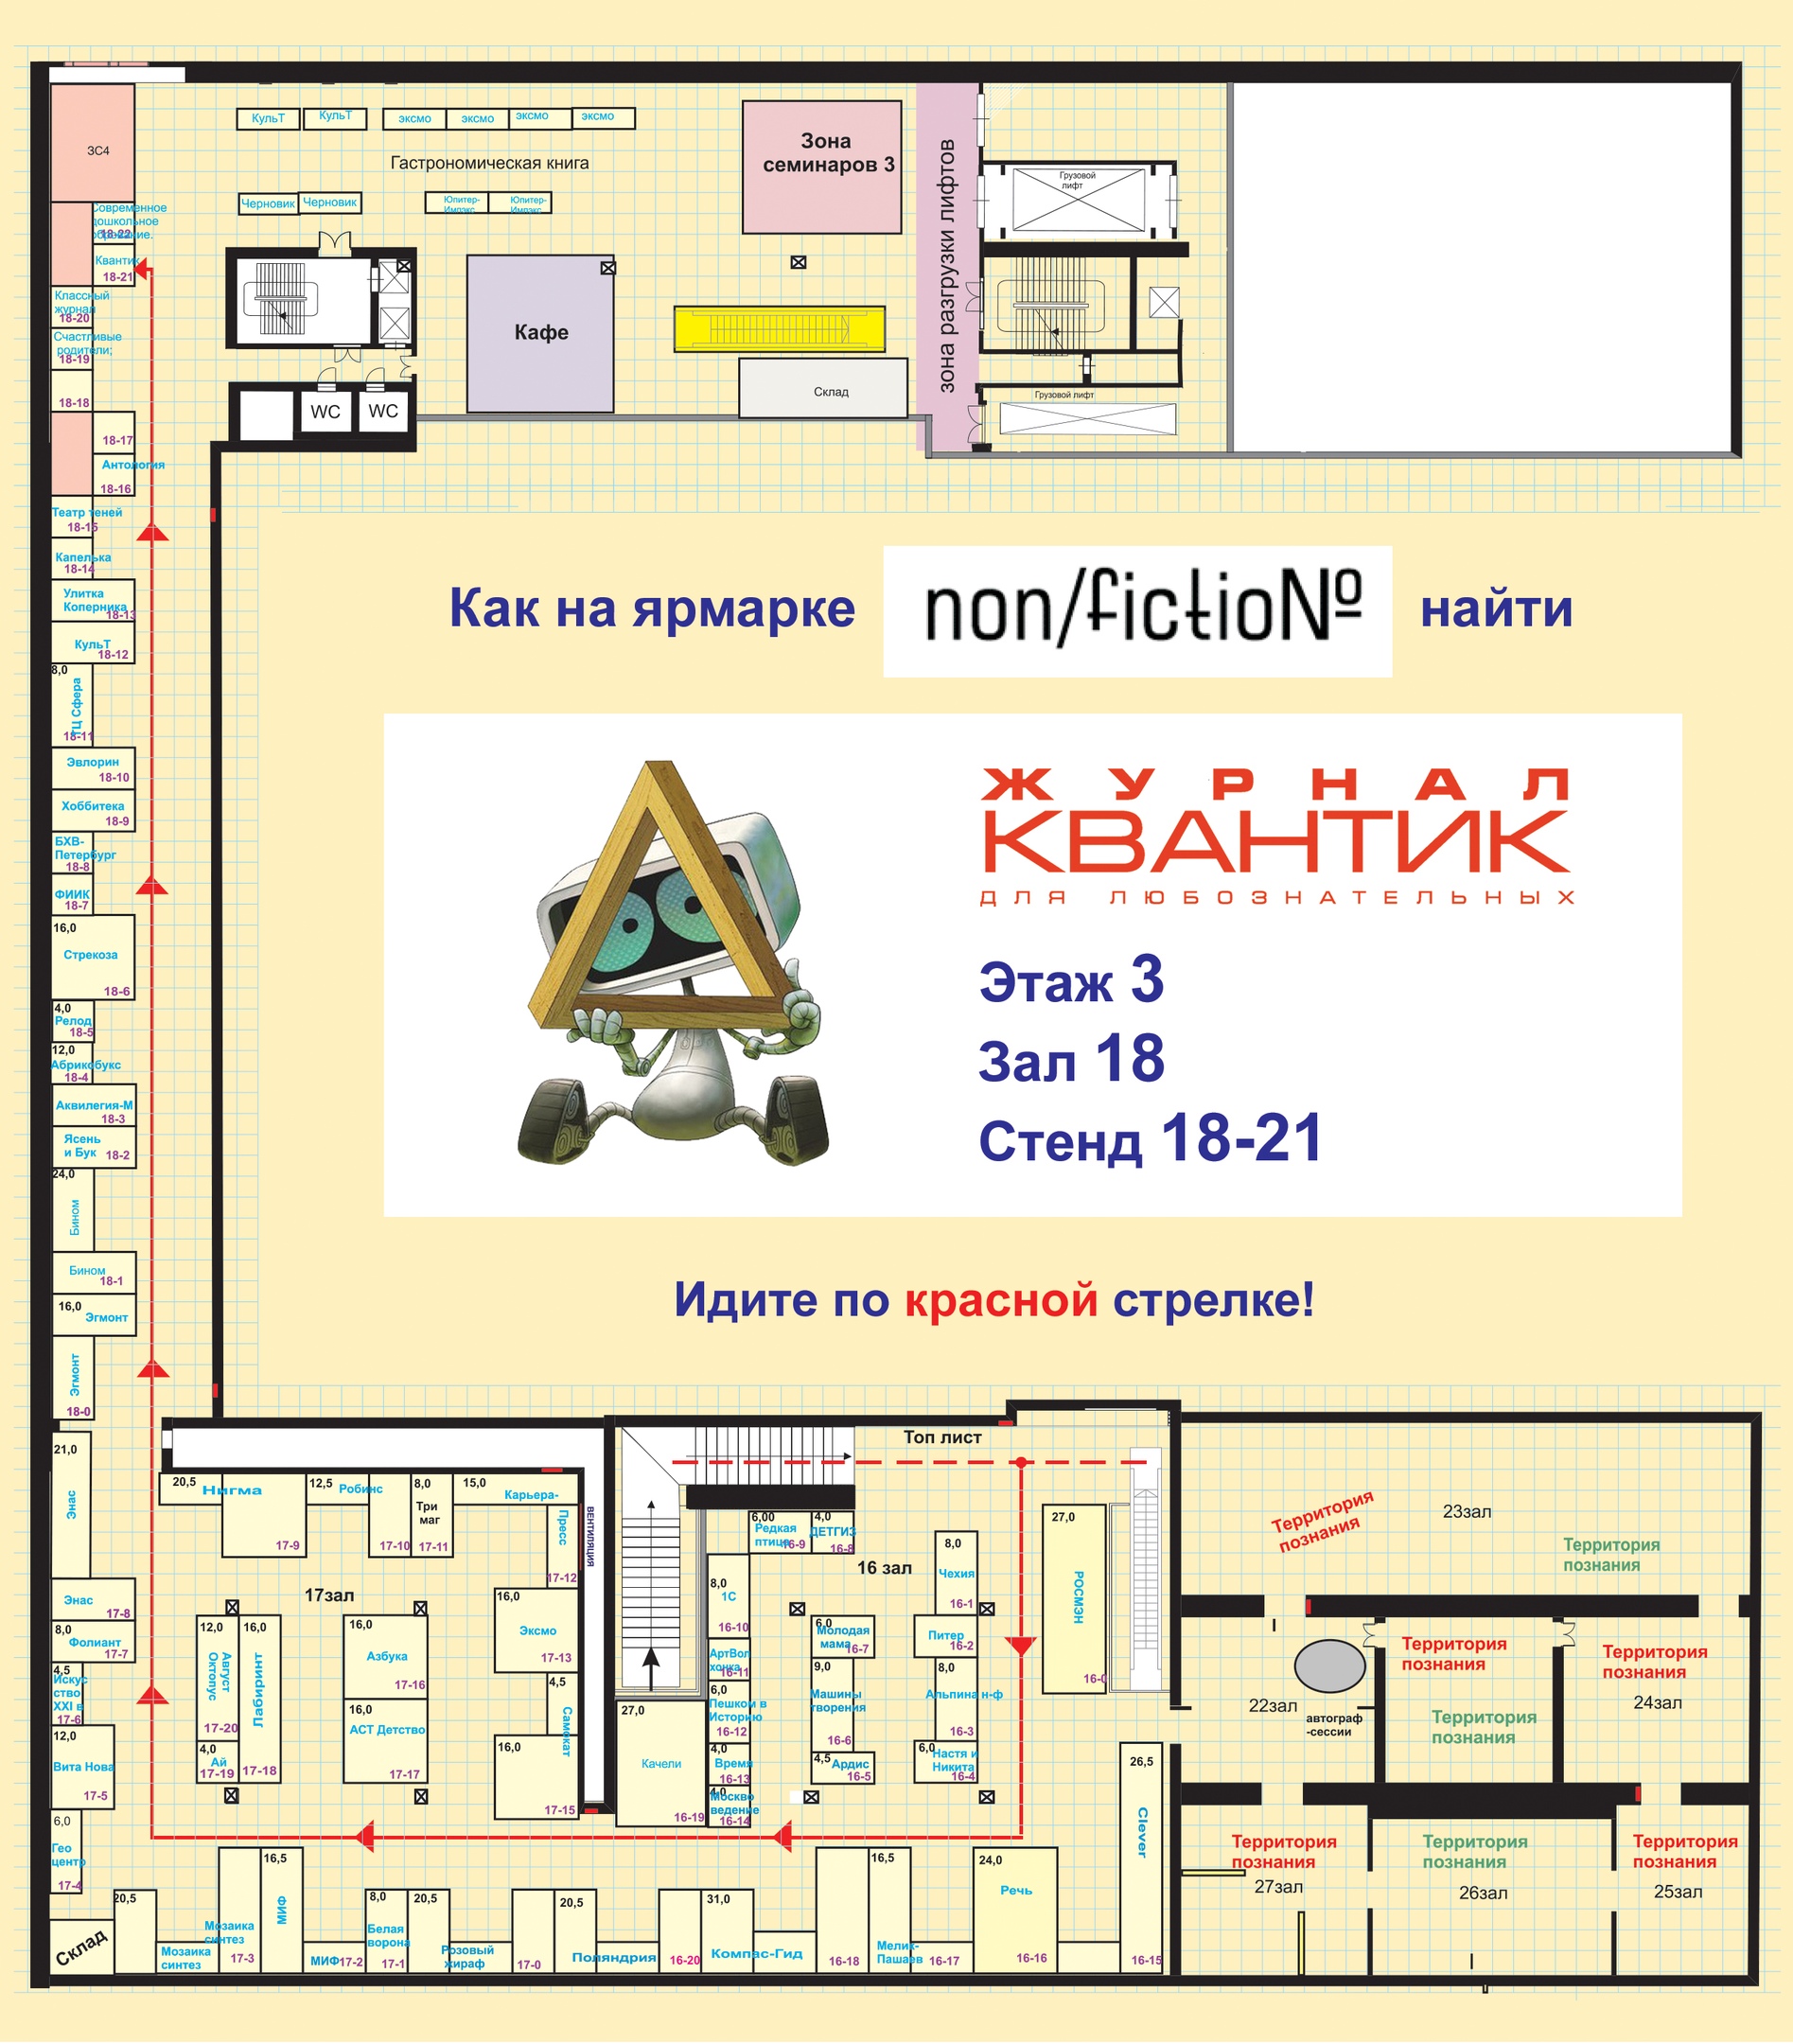 КульТ
КульТ
эксмо
эксмо
эксмо
эксмо
Гастрономическая книга
Черновик
Черновик
Юпитер-
Импэкс
Юпитер-
Импэкс
Зона
семинаров 3
зона разгрузки лифтов
Грузовой
лифт
Грузовой лифт
Кафе
Склад
WC
WC
ЗС4
Современное
дошкольное
18-22
Квантик
18-21
Классный
журнал
18-20
Счастливые
родители;
18-19
18-18
18-17
Антология
18-16
Театр теней
18-15
Капелька
18-14
Улитка
Коперника
18-13
КульТ
18-12
8,0
ТЦ Сфера
18-11
Эвлорин
18-10
Хоббитека
18-9
БХВ-
Петербург
18-8
ФИИК
18-7
16,0
Стрекоза
18-6
4,0
Релод
18-5
12,0
Абрикобукс
18-4
Аквилегия-М
18-3
Ясень
и Бук
18-2
24,0
Бином
Бином
18-1
16,0
Эгмонт
Эгмонт
18-0
Как на ярмарке
non/fictioNº
найти
ЖУРНАЛ
КВАНТИК
ДЛЯ ЛЮБОЗНАТЕЛЬНЫХ
Этаж 3
Зал 18
Стенд 18-21
Идите по красной стрелке!
21,0
Энас
Энас
17-8
8,0
Фолиант
17-7
4,5
Искус
ство
XXI в
17-6
12,0
Вита Нова
17-5
6,0
Гео
центр
17-4
Склад
20,5
Нигма
17-9
12,5
Робинс
17-10
8,0
Три
маг
17-11
15,0
Карьера-
Пресс
17-12
вентиляция
17зал
12,0
Август
Октопус
17-20
4,0
Ай
17-19
16,0
Лабиринт
17-18
16,0
Азбука
17-16
16,0
АСТ Детство
17-17
16,0
Эксмо
17-13
4,5
Самокат
16,0
17-15
20,5
Мозаика
синтез
Мозаика
синтез
17-3
16,5
МИФ
МИФ
17-2
8,0
Белая
ворона
17-1
20,5
Розовый
жираф
17-0
20,5
Поляндрия
16-20
31,0
Компас-Гид
16-18
16,5
Мелик-
Пашаев
16-17
24,0
Речь
16-16
26,5
Clever
16-15
Топ лист
16 зал
6,00
Редкая
птица
16-9
4,0
ДЕТГИЗ
16-8
8,0
1С
16-10
АртВол
хонка
16-11
6,0
Пешком в
Историю
16-12
4,0
Время
16-13
4,0
Москво
ведение
16-14
27,0
Качели
16-19
6,0
Молодая
мама
16-7
9,0
Машины
творения
16-6
4,5
Ардис
16-5
8,0
Чехия
16-1
Питер
16-2
8,0
Альпина н-ф
16-3
6,0
Настя и
Никита
16-4
27,0
РОСМЭН
16-0
Территория
познания
23зал
Территория
познания
22зал
автограф
-сессии
Территория
познания
Территория
познания
Территория
познания
24зал
Территория
познания
27зал
Территория
познания
26зал
Территория
познания
25зал